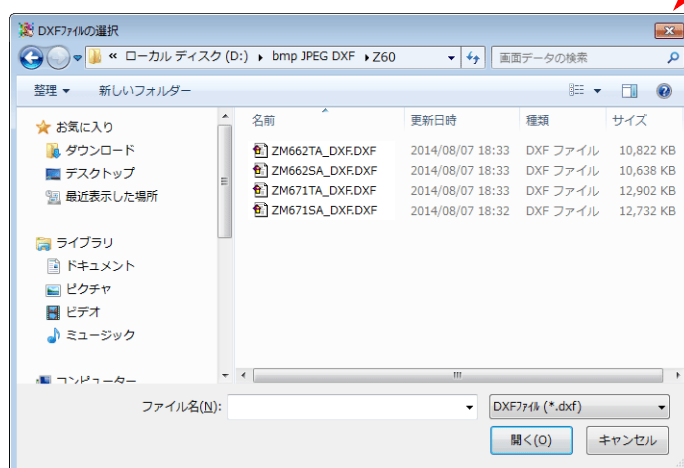 DXFファイルの選択
« ローカル ディスク (D:) ▸ bmp JPEG DXF ▸ Z60
画面データの検索
整理 ▼ 新しいフォルダー
お気に入り
ダウンロード
デスクトップ
最近表示した場所
ライブラリ
ドキュメント
ピクチャ
ビデオ
ミュージック
コンピューター
名前 更新日時 種類 サイズ
ZM662TA_DXF.DXF 2014/08/07 18:33 DXF ファイル 10,822 KB
ZM662SA_DXF.DXF 2014/08/07 18:33 DXF ファイル 10,638 KB
ZM671TA_DXF.DXF 2014/08/07 18:33 DXF ファイル 12,902 KB
ZM671SA_DXF.DXF 2014/08/07 18:32 DXF ファイル 12,732 KB
ファイル名(N):
DXFファイル (*.dxf)
開く(O) キャンセル